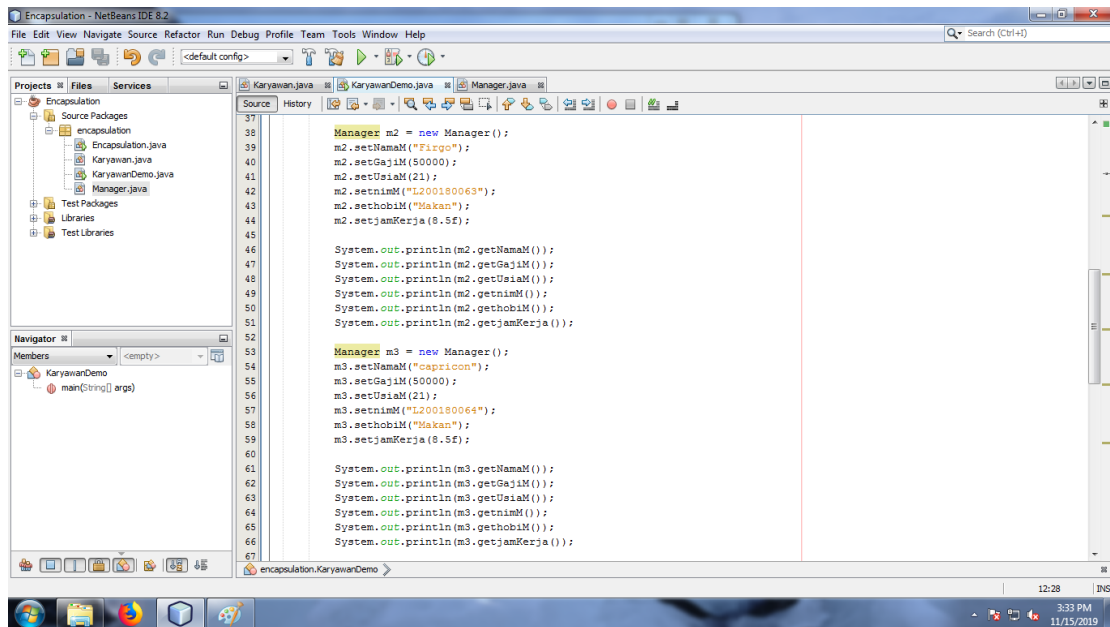 Encapsulation - NetBeans IDE 8.2
File Edit View Navigate Source Refactor Run Debug Profile Team Tools Window Help
Search (Ctrl+I)
<default config>
Projects Files Services
Karyawan.java KaryawanDemo.java Manager.java
Source History
Encapsulation
Source Packages
encapsulation
Encapsulation.java
Karyawan.java
KaryawanDemo.java
Manager.java
Test Packages
Libraries
Test Libraries
Navigator
Members <empty>
KaryawanDemo
main(String[] args)
37
38 Manager m2 = new Manager();
39 m2.setNamaM("Firgo");
40 m2.setGajiM(50000);
41 m2.setUsiaM(21);
42 m2.setnimM("L200180063");
43 m2.sethobiM("Makan");
44 m2.setjamKerja(8.5f);
45
46 System.out.println(m2.getNamaM());
47 System.out.println(m2.getGajiM());
48 System.out.println(m2.getUsiaM());
49 System.out.println(m2.getnimM());
50 System.out.println(m2.gethobiM());
51 System.out.println(m2.getjamKerja());
52
53 Manager m3 = new Manager();
54 m3.setNamaM("capricon");
55 m3.setGajiM(50000);
56 m3.setUsiaM(21);
57 m3.setnimM("L200180064");
58 m3.sethobiM("Makan");
59 m3.setjamKerja(8.5f);
60
61 System.out.println(m3.getNamaM());
62 System.out.println(m3.getGajiM());
63 System.out.println(m3.getUsiaM());
64 System.out.println(m3.getnimM());
65 System.out.println(m3.gethobiM());
66 System.out.println(m3.getjamKerja());
67
encapsulation.KaryawanDemo
12:28 INS
3:33 PM
11/15/2019